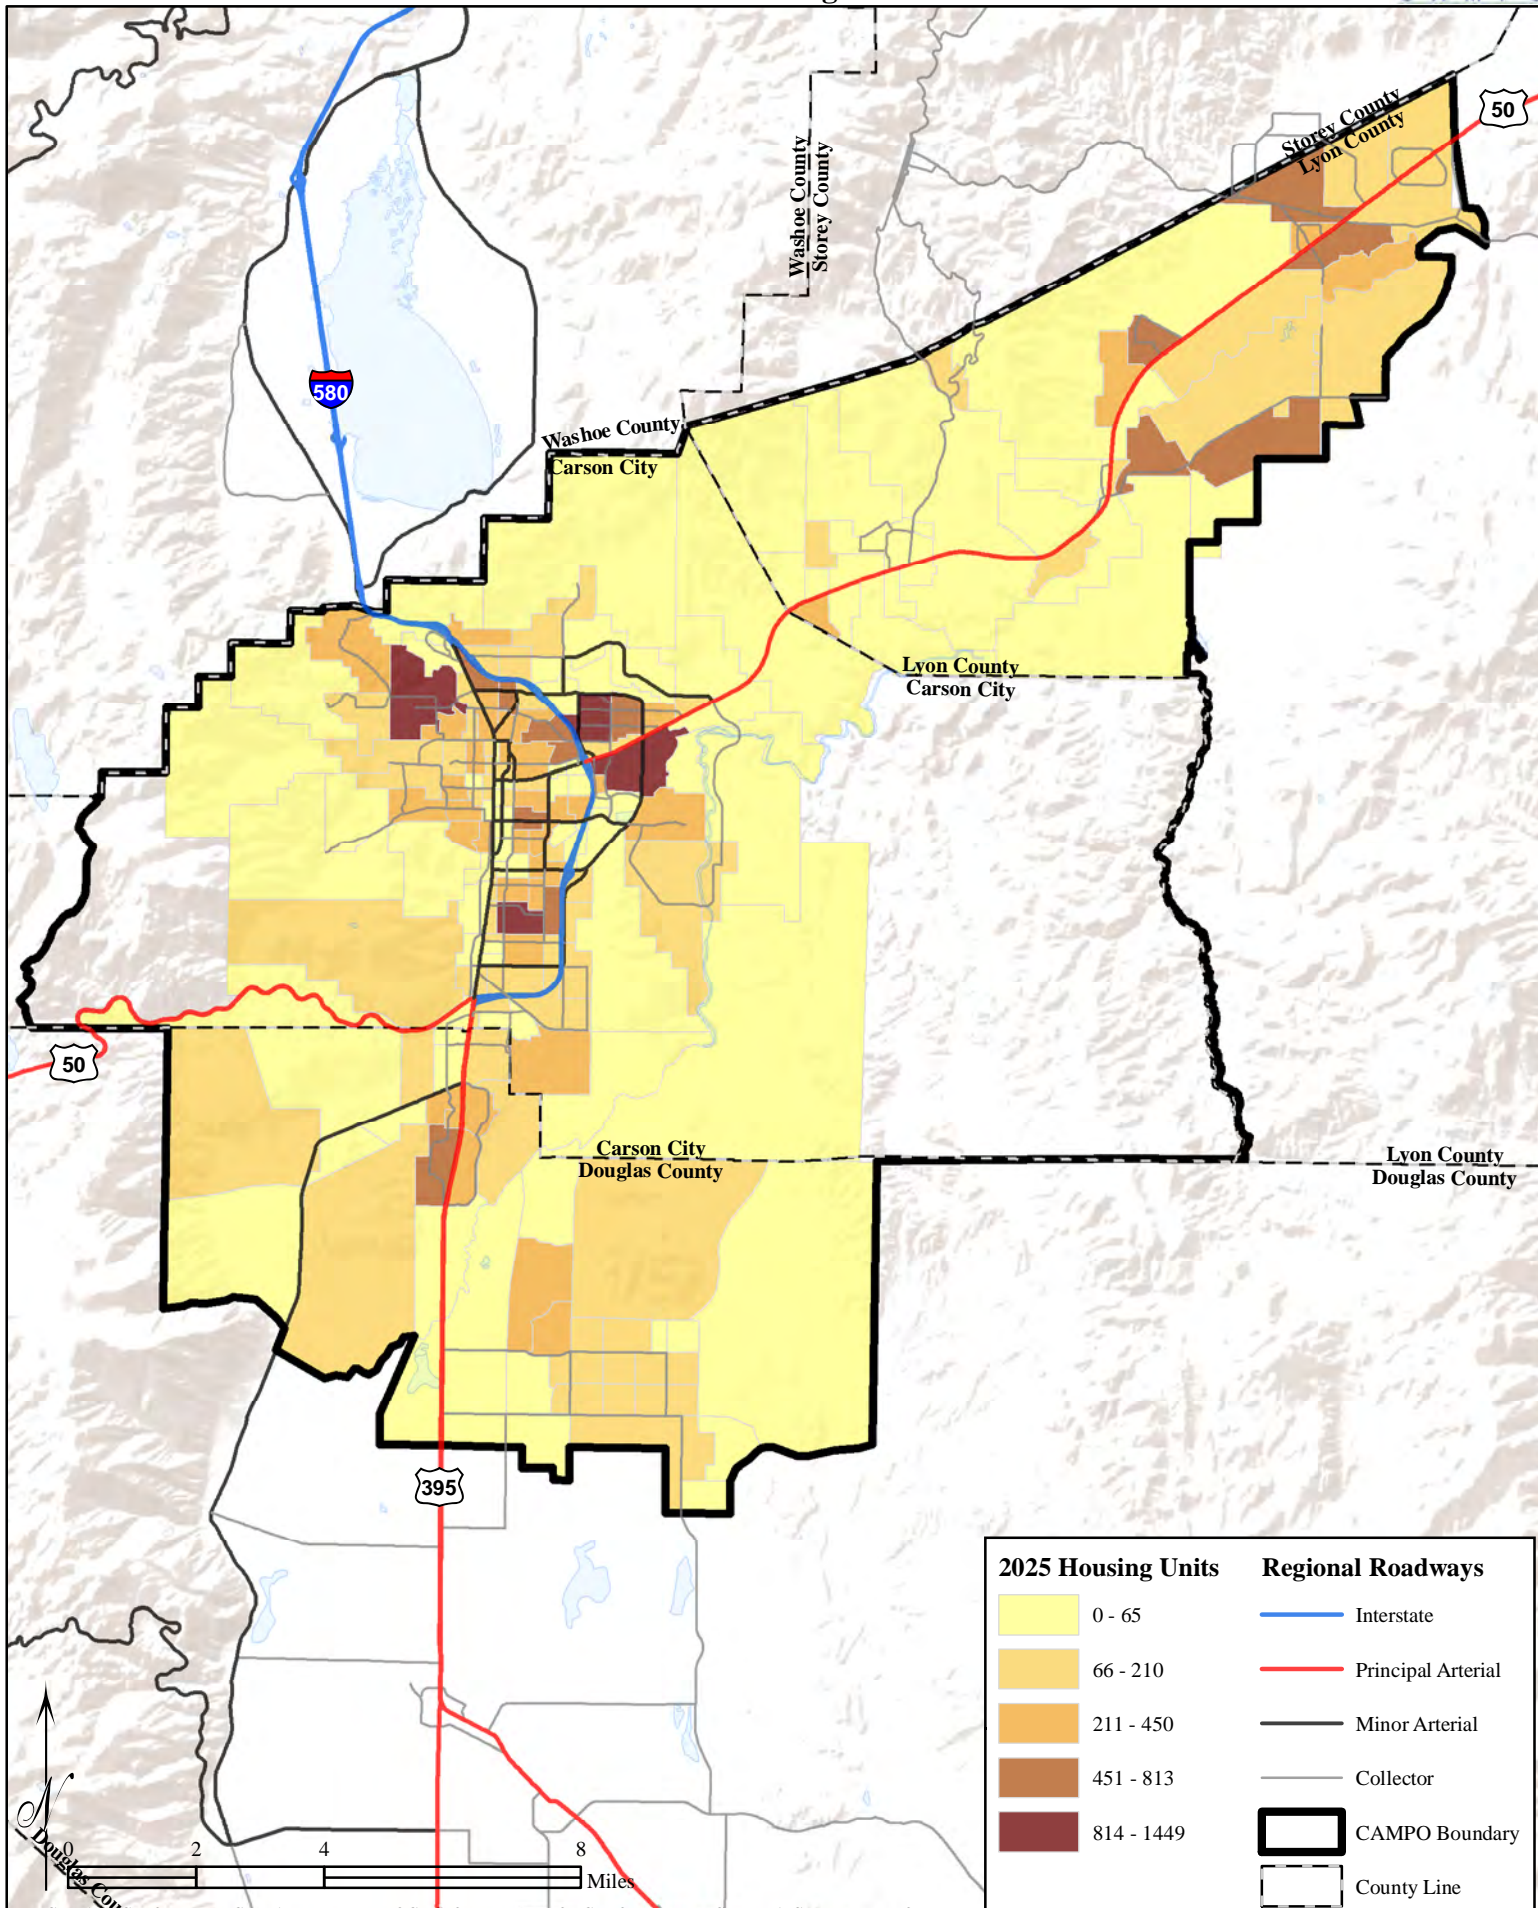 50
Storey County
Lyon County
Washoe County
Storey County
580
Washoe County
Carson City
Lyon County
Carson City
50
Carson City
Douglas County
Lyon County
Douglas County
395
2025 Housing Units
0 - 65
66 - 210
211 - 450
451 - 813
814 - 1449
Regional Roadways
Interstate
Principal Arterial
Minor Arterial
Collector
CAMPO Boundary
County Line
N
0 2 4 8
Miles
Douglas